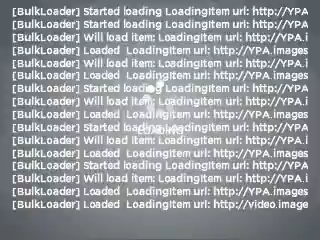 [BulkLoader] Started loading LoadingItem url: http://YPA
[BulkLoader] Started loading LoadingItem url: http://YPA
[BulkLoader] Will load item: LoadingItem url: http://YPA.i
[BulkLoader] Loaded LoadingItem url: http://YPA.images
[BulkLoader] Will load item: LoadingItem url: http://YPA.i
[BulkLoader] Loaded LoadingItem url: http://YPA.images
[BulkLoader] Started loading LoadingItem url: http://YPA
[BulkLoader] Will load item: LoadingItem url: http://YPA.i
[BulkLoader] Loaded LoadingItem url: http://YPA.images
[BulkLoader] Started loading LoadingItem url: http://YPA
Loading
[BulkLoader] Will load item: LoadingItem url: http://YPA.i
[BulkLoader] Loaded LoadingItem url: http://YPA.images
[BulkLoader] Started loading LoadingItem url: http://YPA
[BulkLoader] Will load item: LoadingItem url: http://YPA.i
[BulkLoader] Loaded LoadingItem url: http://YPA.images
[BulkLoader] Loaded LoadingItem url: http://video.image